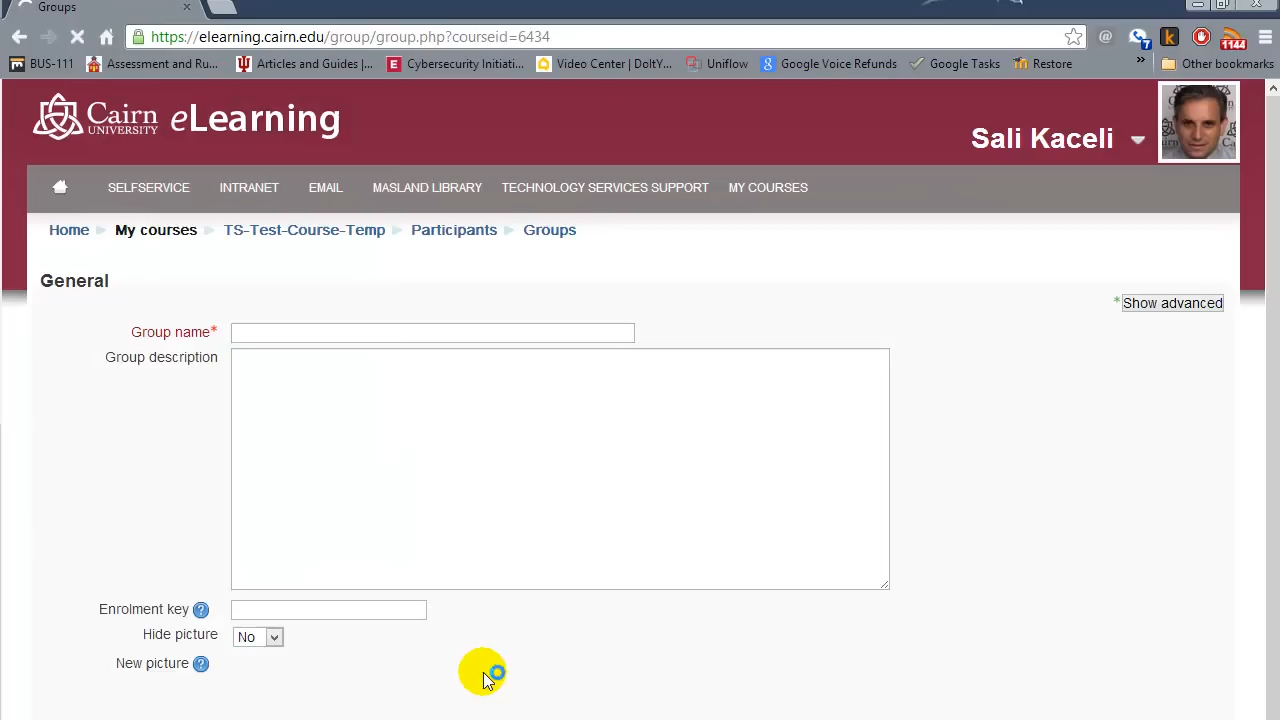 Groups
https://elearning.cairn.edu/group/group.php?courseid=6434
7
1144
BUS-111 Assessment and Ru... Articles and Guides |... Cybersecurity Initiati... Video Center | DoItY... Uniflow Google Voice Refunds Google Tasks Restore » Other bookmarks
Cairn UNIVERSITY eLearning
Sali Kaceli
SELFSERVICE INTRANET EMAIL MASLAND LIBRARY TECHNOLOGY SERVICES SUPPORT MY COURSES
Home My courses TS-Test-Course-Temp Participants Groups
General
* Show advanced
Group name*
Group description
Enrolment key ?
Hide picture No
New picture ?